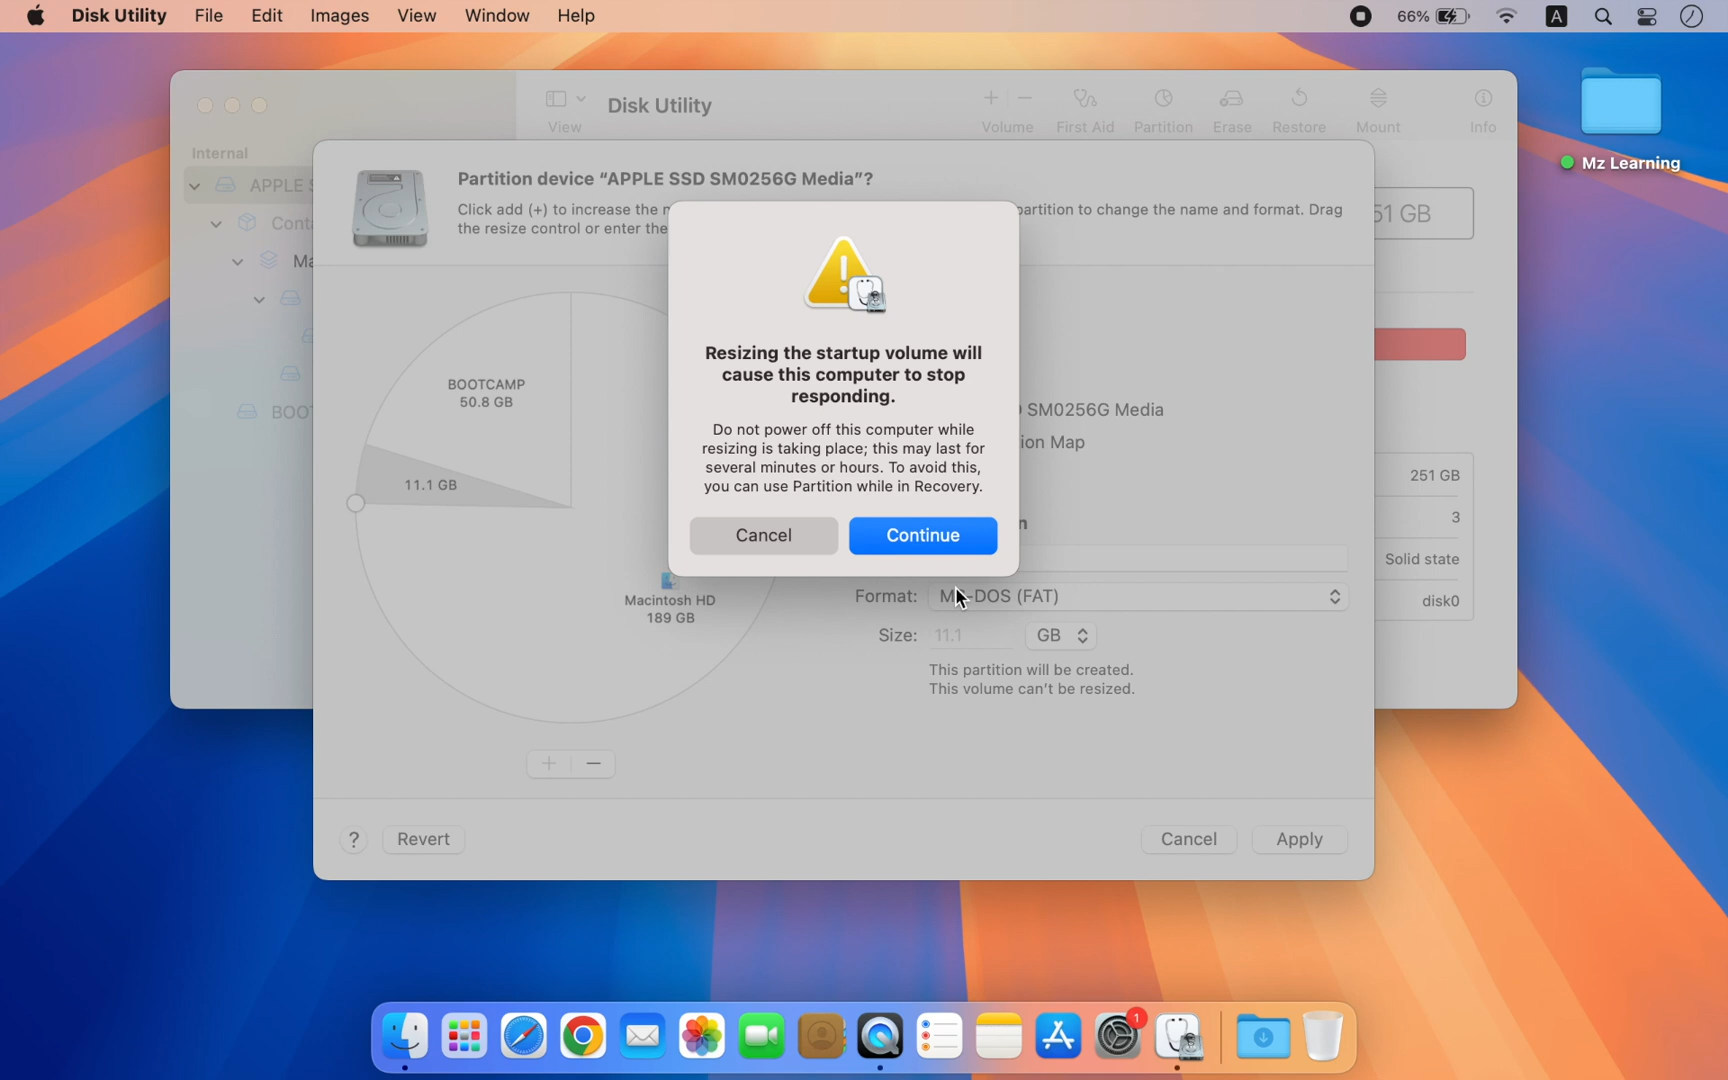 Disk Utility File Edit Images View Window Help 66% A
Disk Utility
View
Volume First Aid Partition Erase Restore Mount Info
Mz Learning
Internal
APPLE
Partition device “APPLE SSD SM0256G Media”?
Click add (+) to increase the
partition to change the name and format. Drag
the resize control or enter the
51 GB
Resizing the startup volume will
cause this computer to stop
responding.
Do not power off this computer while
resizing is taking place; this may last for
several minutes or hours. To avoid this,
you can use Partition while in Recovery.
Cancel Continue
BOOTCAMP
50.8 GB
11.1 GB
Macintosh HD
189 GB
SM0256G Media
ion Map
251 GB
3
Solid state
disk0
Format: (FAT)
Size: 11.1 GB
This partition will be created.
This volume can't be resized.
+ −
? Revert Cancel Apply
1